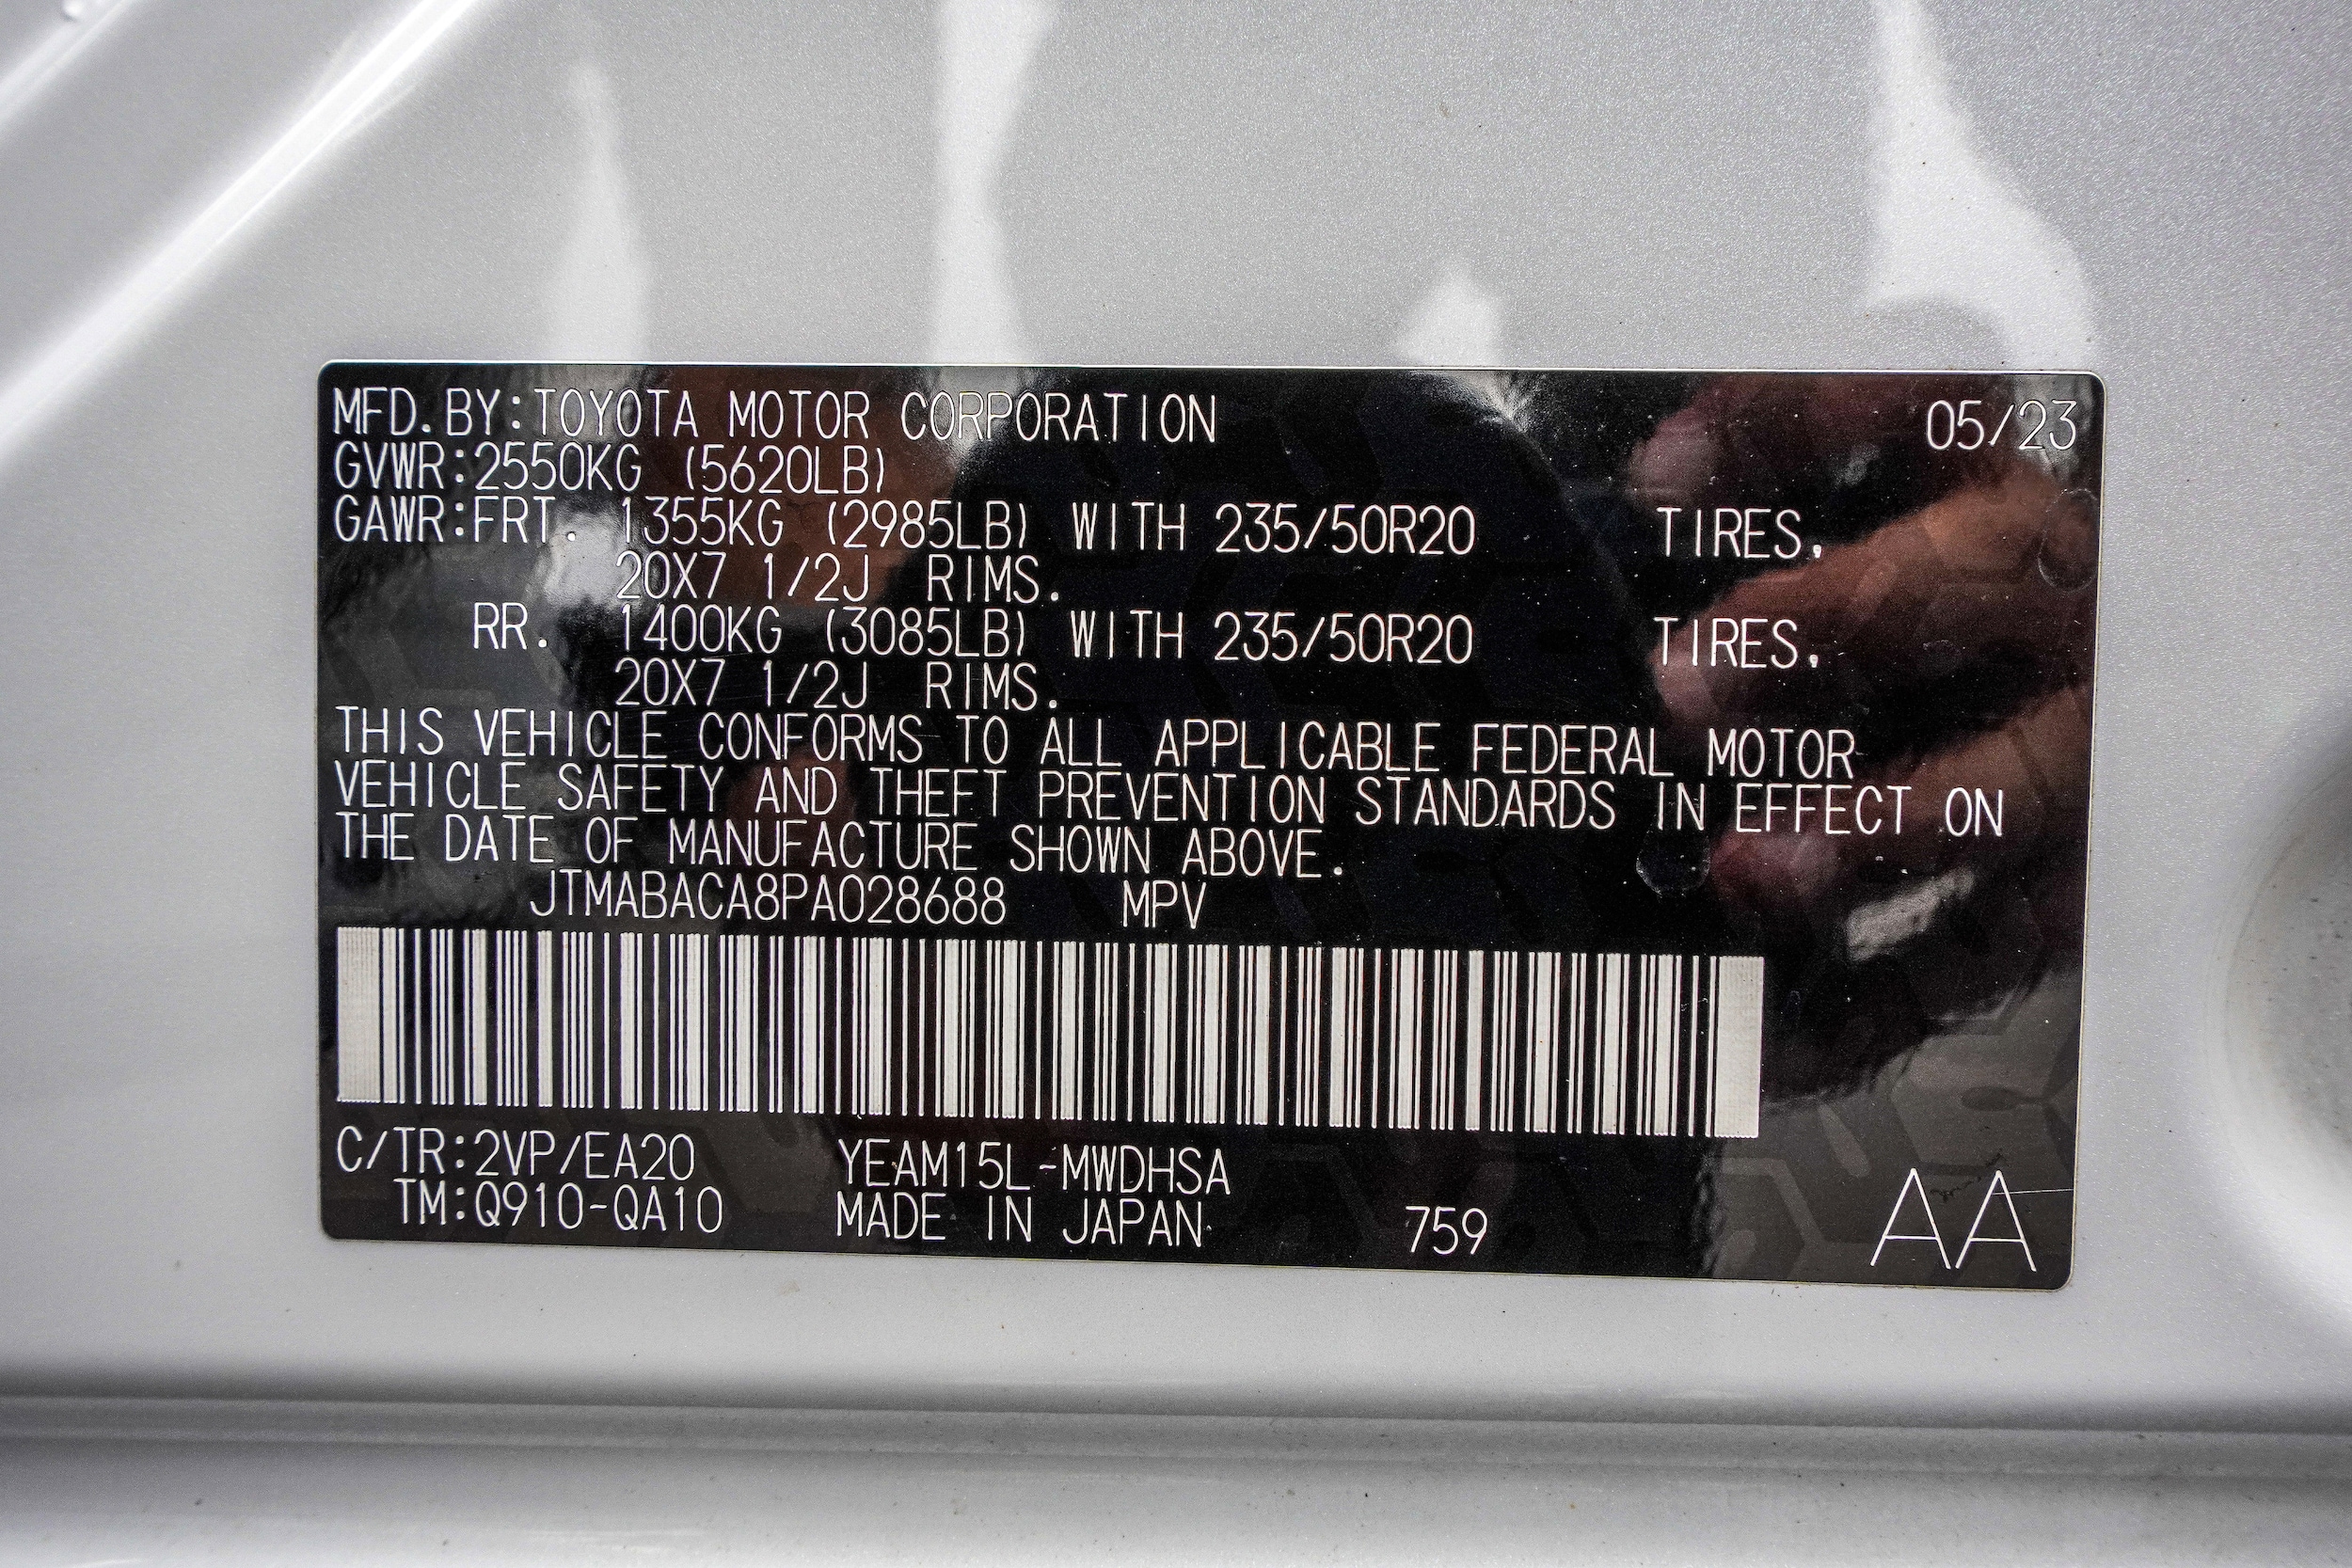 MFD.BY:TOYOTA MOTOR CORPORATION 05/23
GVWR:2550KG (5620LB)
GAWR:FRT. 1355KG (2985LB) WITH 235/50R20 TIRES,
20X7 1/2J RIMS.
RR. 1400KG (3085LB) WITH 235/50R20 TIRES,
20X7 1/2J RIMS.
THIS VEHICLE CONFORMS TO ALL APPLICABLE FEDERAL MOTOR
VEHICLE SAFETY AND THEFT PREVENTION STANDARDS IN EFFECT ON
THE DATE OF MANUFACTURE SHOWN ABOVE.
JTMABACA8PA028688 MPV
C/TR:2VP/EA20 YEAM15L-MWDHSA
TM:Q910-QA10 MADE IN JAPAN 759 AA